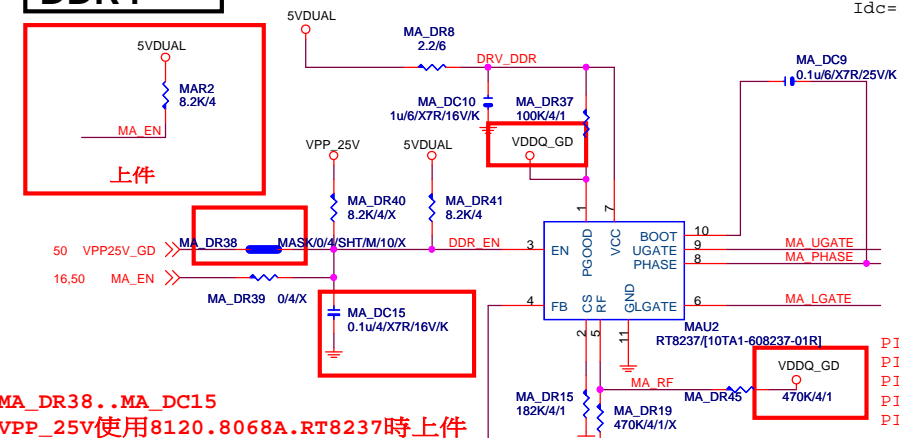 DDR4
Idc=
5VDUAL
MAR2
8.2K/4
MA_EN
上件
5VDUAL
MA_DR8
2.2/6
DRV_DDR
MA_DC10
1u/6/X7R/16V/K
MA_DR37
100K/4/1
VDDQ_GD
MA_DC9
0.1u/6/X7R/25V/K
VPP_25V
5VDUAL
MA_DR40
8.2K/4/X
MA_DR41
8.2K/4
50 VPP25V_GD
MA_DR38
MASK/0/4/SHT/M/10/X
DDR_EN
16,50 MA_EN
MA_DR39 0/4/X
MA_DC15
0.1u/4/X7R/16V/K
1
7
PGOOD
VCC
3
EN
4
FB
BOOT
10
UGATE
9
MA_UGATE
PHASE
8
MA_PHASE
LGATE
6
MA_LGATE
CS
RF
GND
2
5
11
MAU2
RT8237/[10TA1-608237-01R]
MA_RF
MA_DR15
182K/4/1
MA_DR19
470K/4/1/X
MA_DR45
VDDQ_GD
470K/4/1
PI
PI
PI
PI
PI
MA_DR38..MA_DC15
VPP_25V使用8120.8068A.RT8237時上件